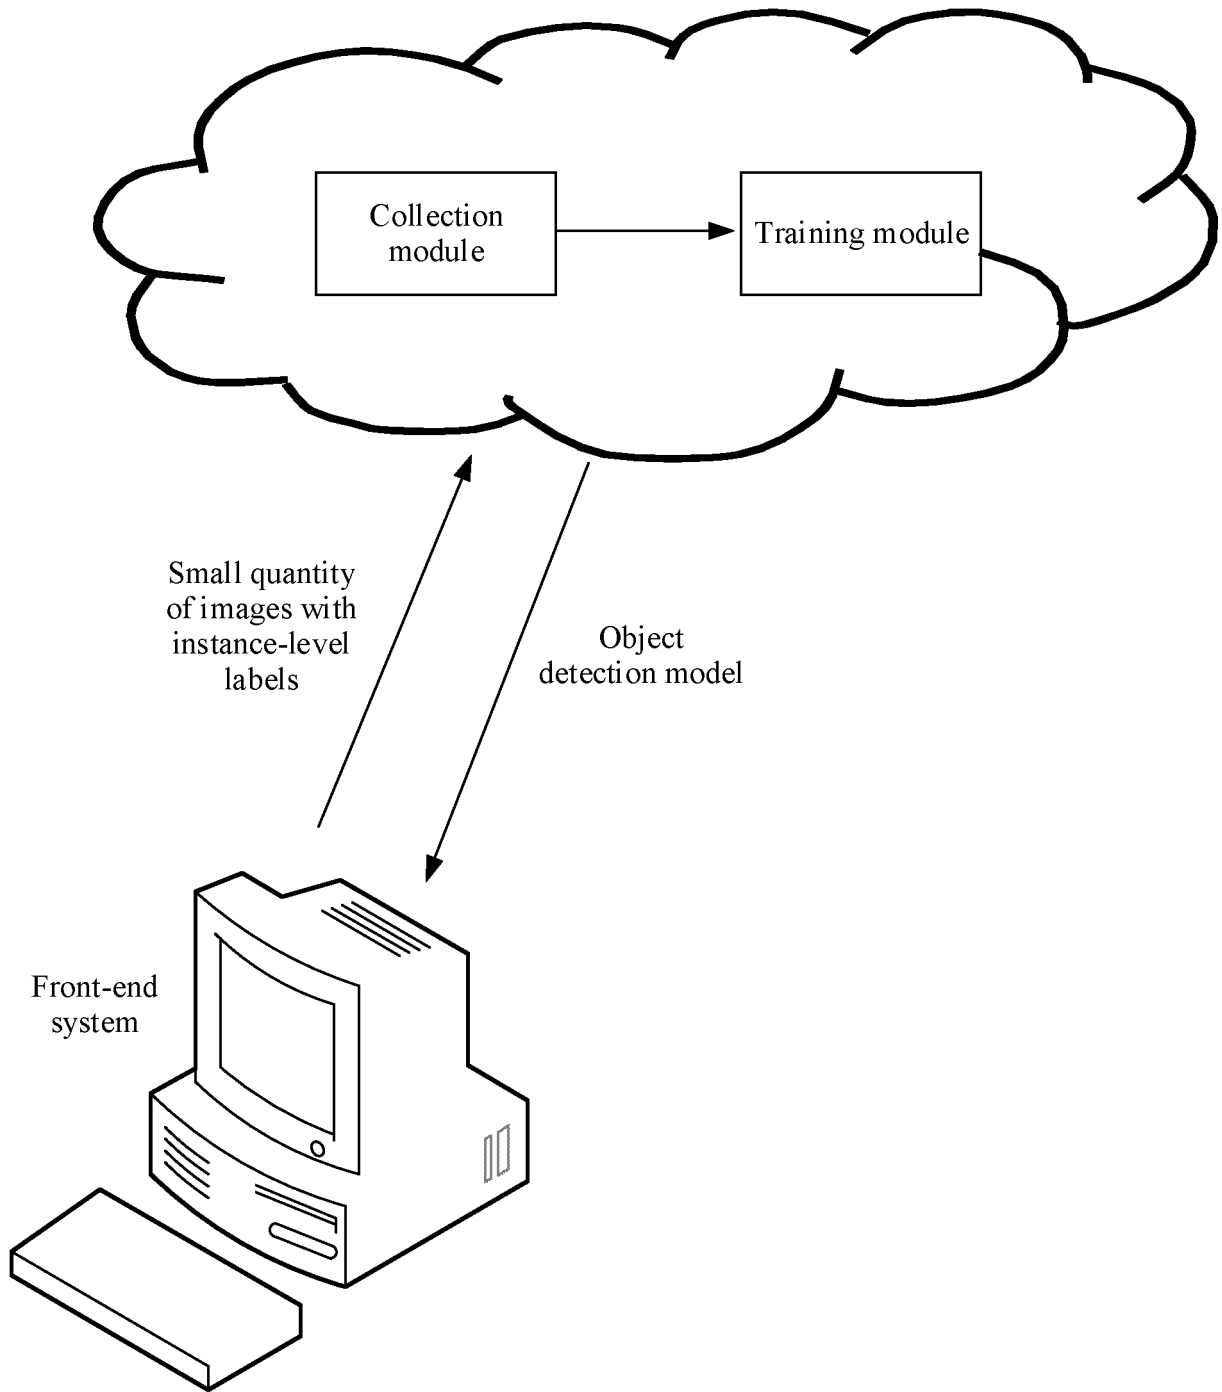 Collection
module
Training module
Small quantity
of images with
instance-level
labels
Object
detection model
Front-end
system